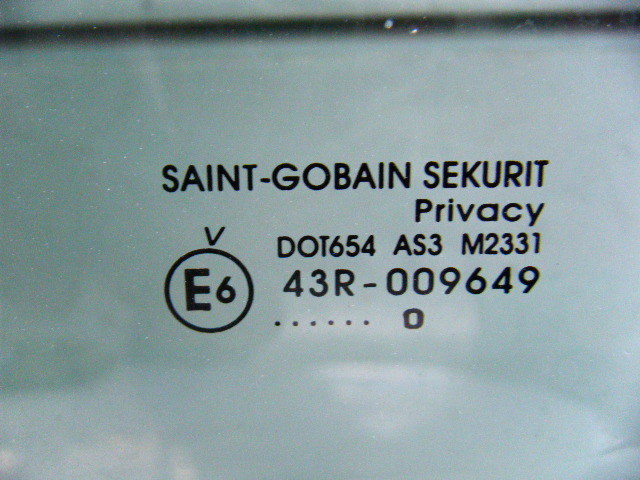 SAINT-GOBAIN SEKURIT
Privacy
V
DOT654 AS3 M2331
E6
43R-009649
...... 0